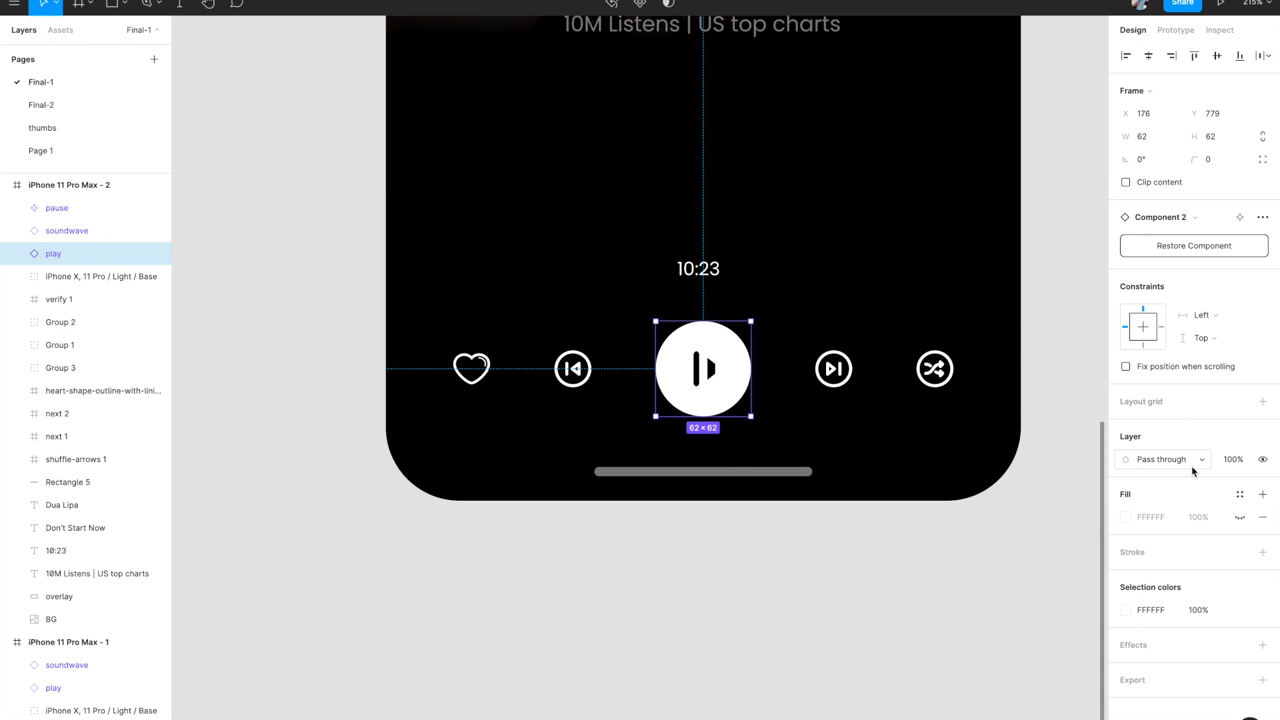 Share
215%
Layers
Assets
Final-1
Pages
Final-1
Final-2
thumbs
Page 1
iPhone 11 Pro Max - 2
pause
soundwave
play
iPhone X, 11 Pro / Light / Base
verify 1
Group 2
Group 1
Group 3
heart-shape-outline-with-lini...
next 2
next 1
shuffle-arrows 1
Rectangle 5
Dua Lipa
Don't Start Now
10:23
10M Listens | US top charts
overlay
BG
iPhone 11 Pro Max - 1
soundwave
play
iPhone X, 11 Pro / Light / Base
10M Listens | US top charts
10:23
62 × 62
Design
Prototype
Inspect
Frame
X 176
Y 779
W 62
H 62
0°
0
Clip content
Component 2
Restore Component
Constraints
Left
Top
Fix position when scrolling
Layout grid
Layer
Pass through
100%
Fill
FFFFFF 100%
Stroke
Selection colors
FFFFFF 100%
Effects
Export